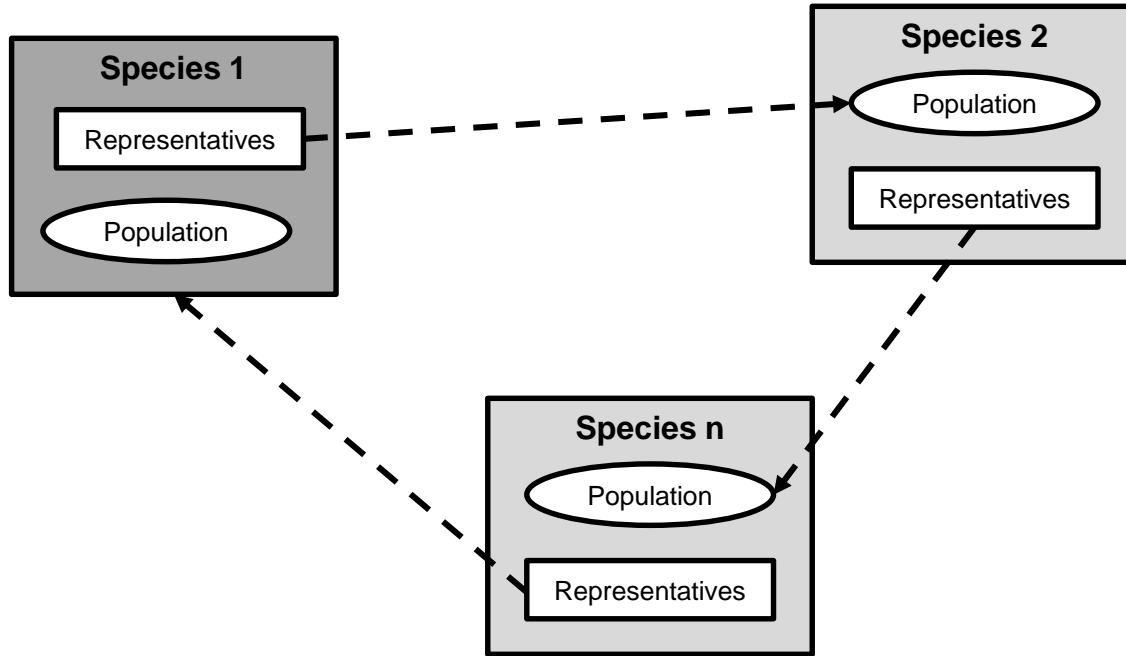 Species 1
Representatives
Population
Species 2
Population
Representatives
Species n
Population
Representatives